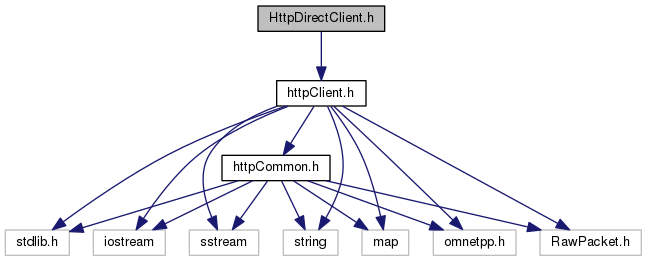 HttpDirectClient.h
httpClient.h
httpCommon.h
stdlib.h
iostream
sstream
string
map
omnetpp.h
RawPacket.h